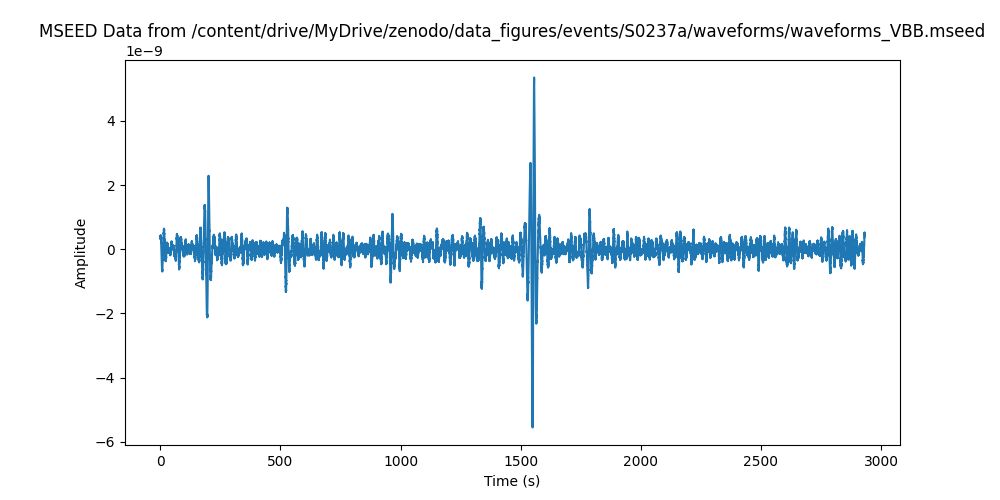 MSEED Data from /content/drive/MyDrive/zenodo/data_figures/events/S0237a/waveforms/waveforms_VBB.mseed
1e−9
4
2
0
−2
−4
−6
Amplitude
0 500 1000 1500 2000 2500 3000
Time (s)